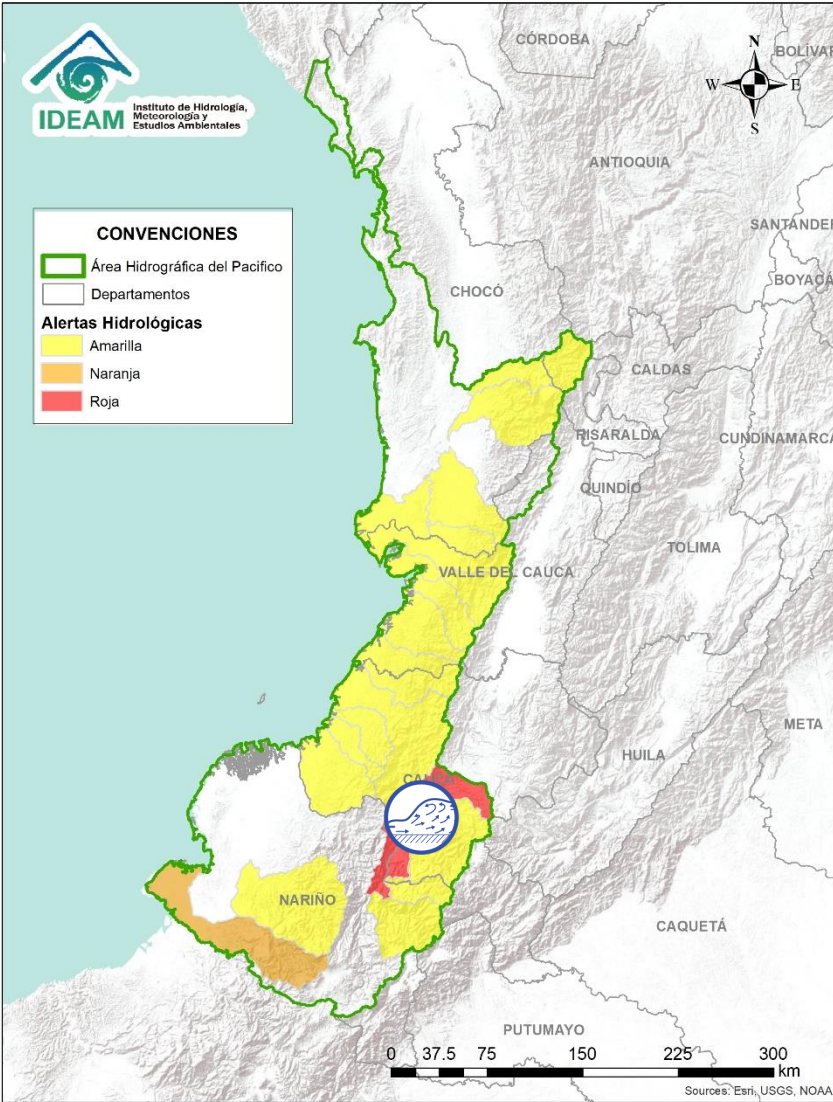 IDEAM
Instituto de Hidrología,
Meteorología y
Estudios Ambientales
N
W
E
S
CÓRDOBA
BOLÍVAR
ANTIOQUIA
SANTANDER
BOYACÁ
CHOCÓ
CALDAS
RISARALDA
CUNDINAMARCA
QUINDÍO
TOLIMA
VALLE DEL CAUCA
META
HUILA
CAUCA
NARIÑO
CAQUETÁ
PUTUMAYO
CONVENCIONES
Área Hidrográfica del Pacifico
Departamentos
Alertas Hidrológicas
Amarilla
Naranja
Roja
0 37.5 75 150 225 300
km
Sources: Esri, USGS, NOAA